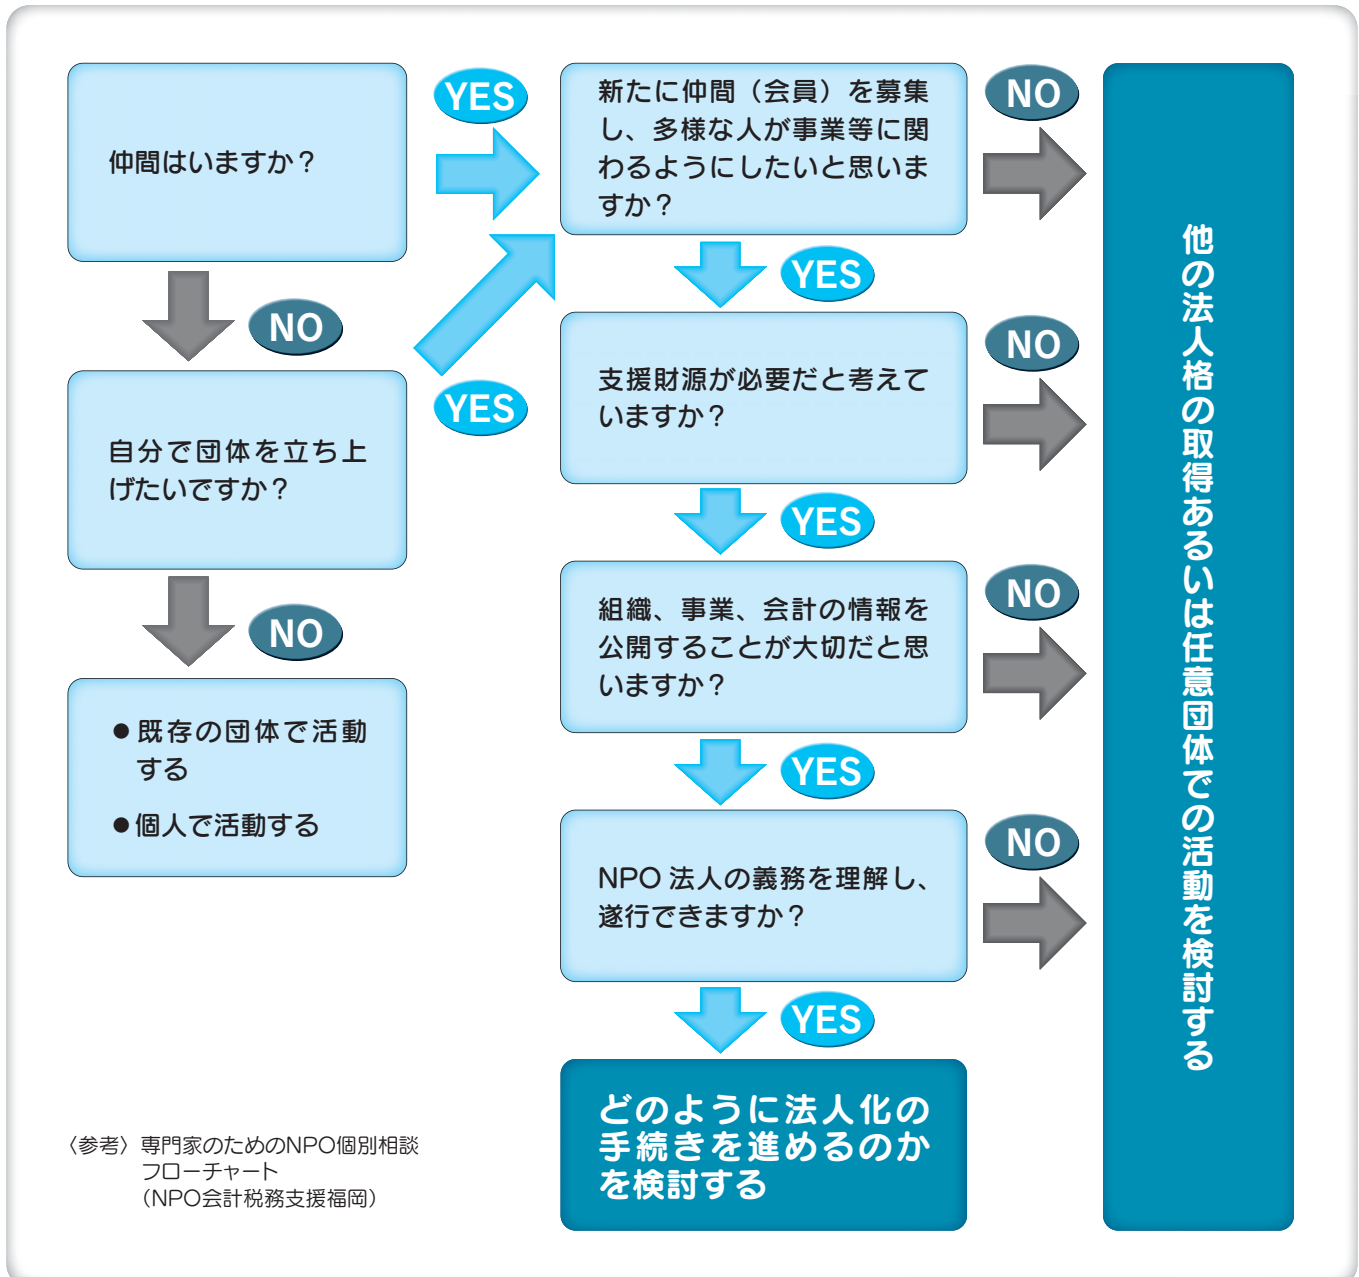 仲間はいますか？
YES
新たに仲間（会員）を募集
し、多様な人が事業等に関
わるようにしたいと思いま
すか？
NO
NO
YES
YES
自分で団体を立ち上
げたいですか？
支援財源が必要だと考えて
いますか？
NO
NO
YES
●既存の団体で活動
する
●個人で活動する
組織、事業、会計の情報を
公開することが大切だと思
いますか？
NO
YES
NPO 法人の義務を理解し、
遂行できますか？
NO
YES
どのように法人化の
手続きを進めるのか
を検討する
他の法人格の取得あるいは任意団体での活動を検討する
〈参考〉専門家のためのNPO個別相談
フローチャート
（NPO会計税務支援福岡）